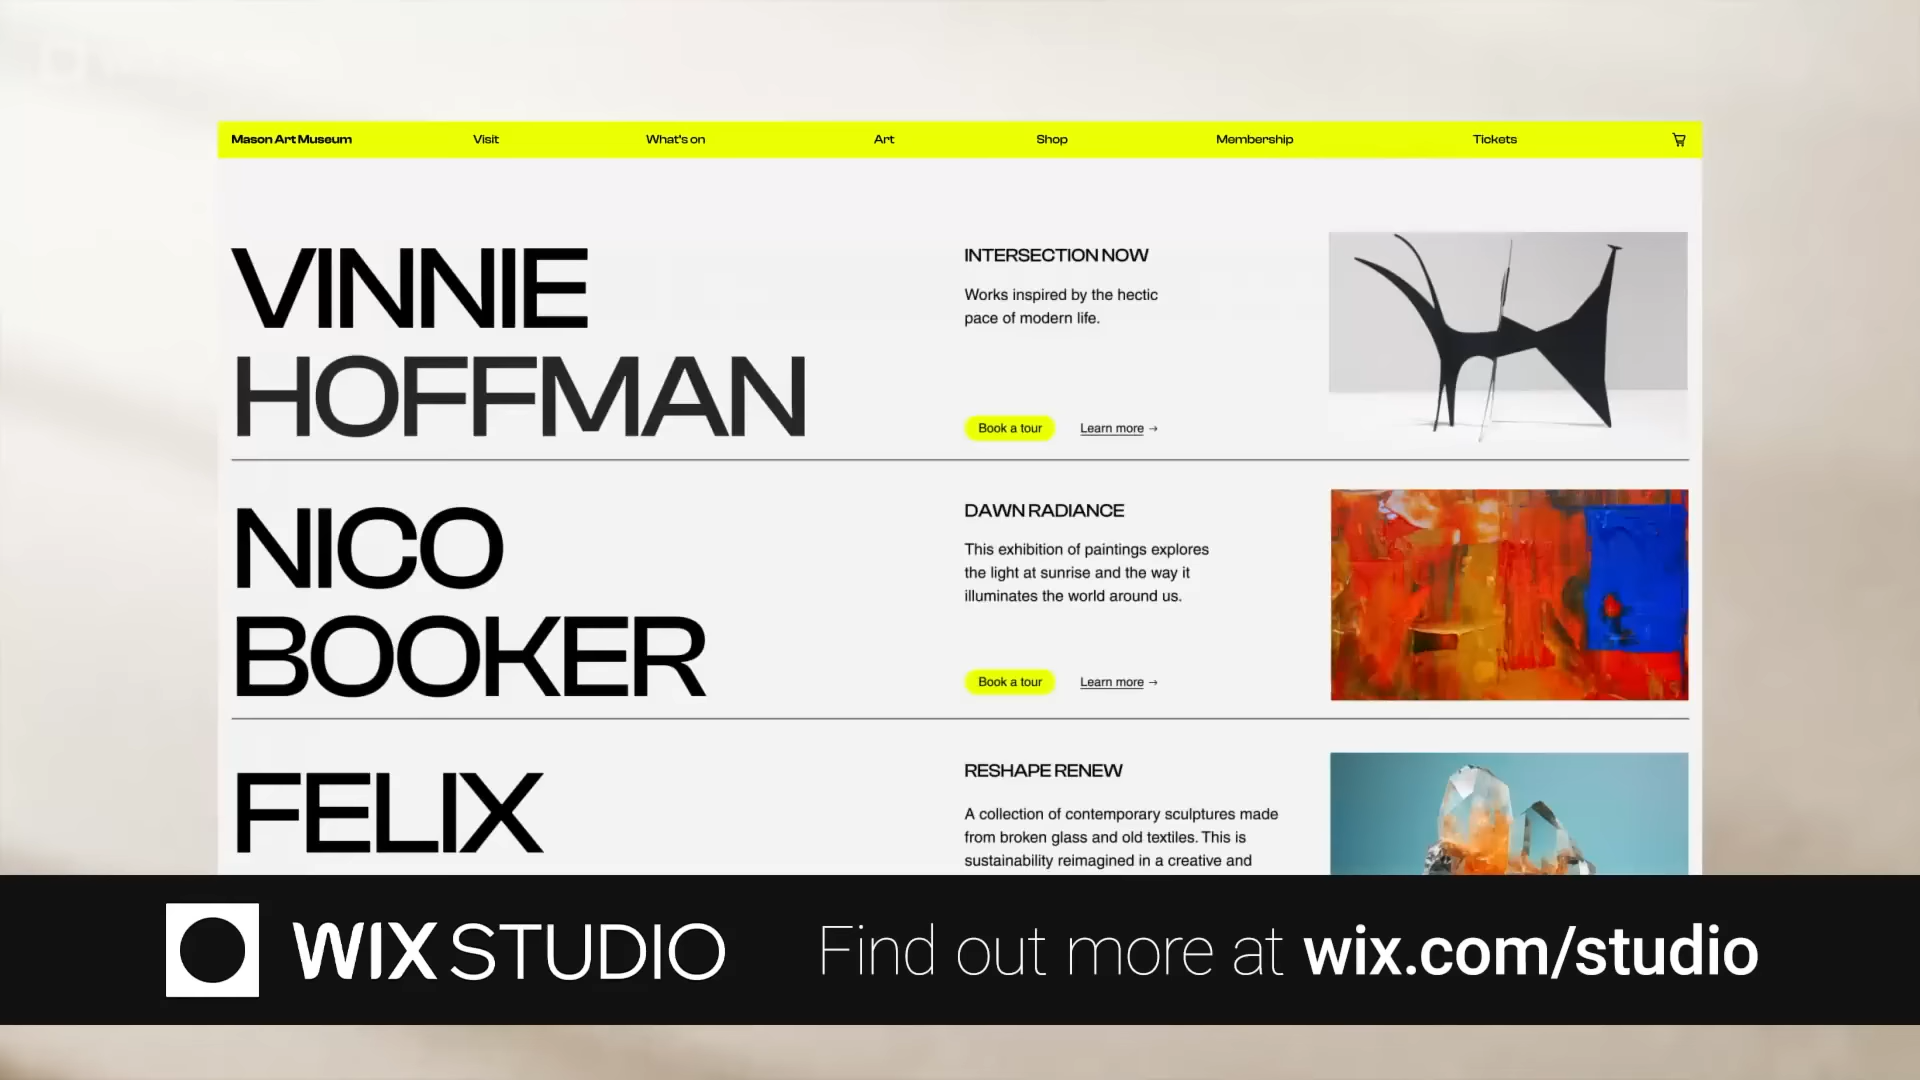 Mason Art Museum
Visit
What's on
Art
Shop
Membership
Tickets
VINNIE
HOFFMAN
INTERSECTION NOW
Works inspired by the hectic
pace of modern life.
Book a tour
Learn more →
NICO
BOOKER
DAWN RADIANCE
This exhibition of paintings explores
the light at sunrise and the way it
illuminates the world around us.
Book a tour
Learn more →
FELIX
RESHAPE RENEW
A collection of contemporary sculptures made
from broken glass and old textiles. This is
sustainability reimagined in a creative and
WIX STUDIO
Find out more at wix.com/studio